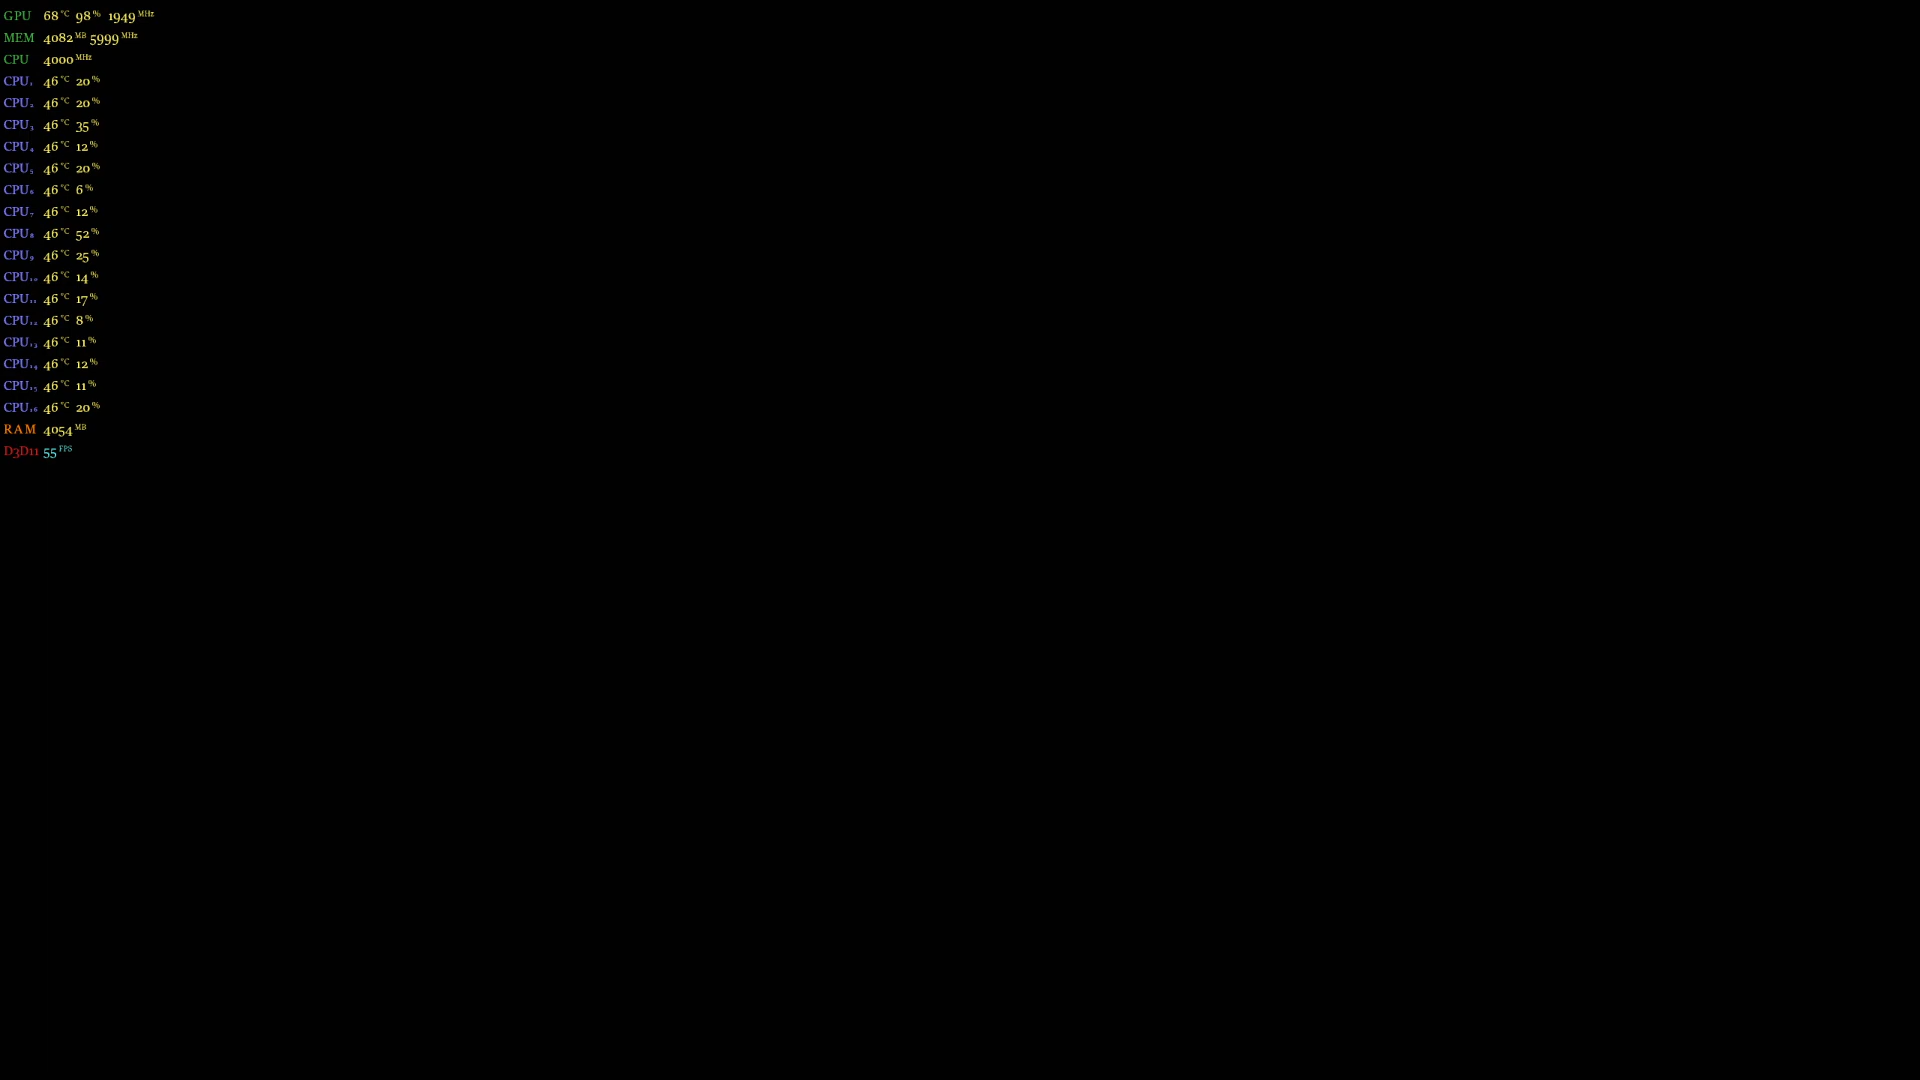 GPU 68 °C 98 % 1949 MHz
MEM 4082 MB 5999 MHz
CPU 4000 MHz
CPU₁ 46 °C 20 %
CPU₂ 46 °C 20 %
CPU₃ 46 °C 35 %
CPU₄ 46 °C 12 %
CPU₅ 46 °C 20 %
CPU₆ 46 °C 6 %
CPU₇ 46 °C 12 %
CPU₈ 46 °C 52 %
CPU₉ 46 °C 25 %
CPU₁₀ 46 °C 14 %
CPU₁₁ 46 °C 17 %
CPU₁₂ 46 °C 8 %
CPU₁₃ 46 °C 11 %
CPU₁₄ 46 °C 12 %
CPU₁₅ 46 °C 11 %
CPU₁₆ 46 °C 20 %
RAM 4054 MB
D3D11 55 FPS